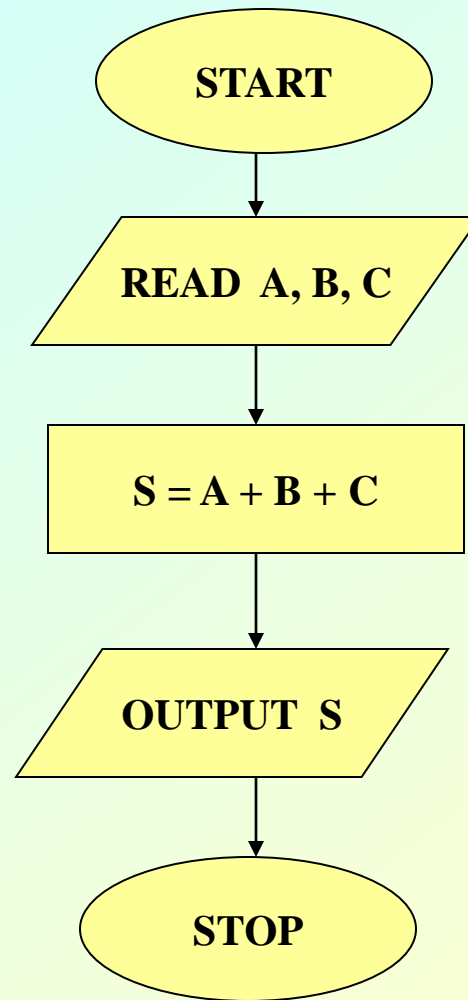 START
READ A, B, C
S = A + B + C
OUTPUT S
STOP